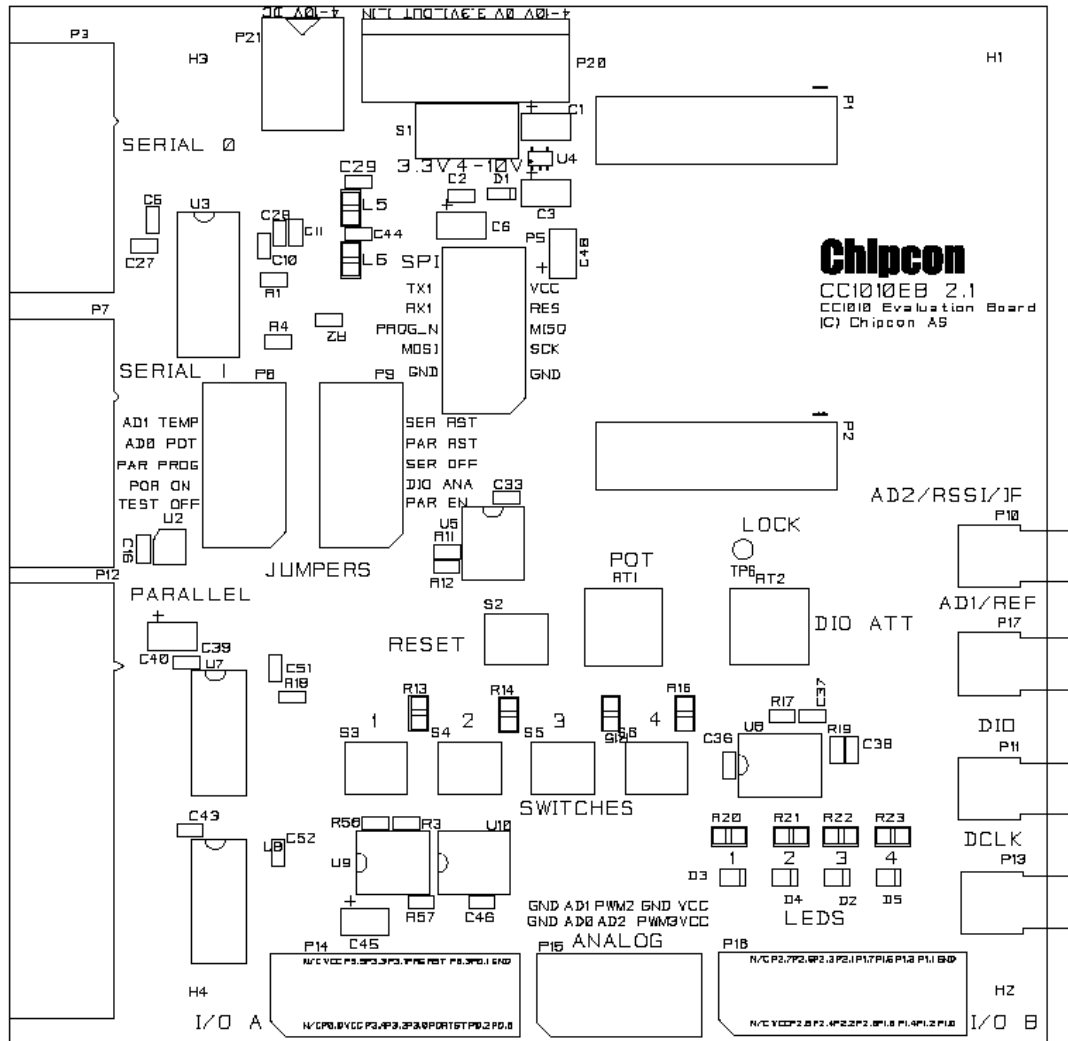 P3
H3
P21
4-10V DC
4-10V 0V 3.3V
P20
H1
P1
C1
S1
3.3V 4-10V
U4
SERIAL 0
C29
C2
D1
C3
L5
C44
L6
C6
U3
C28
C11
C10
C27
R1
C6
P5
C48
SPI
TX1
VCC
RX1
RES
PROG_N
MISO
MOSI
SCK
GND
GND
Chipcon
CC1010EB 2.1
CC1010 Evaluation Board
(C) Chipcon AS
P7
R4
R2
SERIAL 1
P8
P9
AD1 TEMP
SER RST
AD0 POT
PAR RST
PAR PROG
SER OFF
POR ON
DIO ANA
TEST OFF
PAR EN
P2
C33
U2
C16
U5
R11
R12
JUMPERS
AD2/RSSI/IF
P10
LOCK
TP6
POT
RT1
RT2
P12
PARALLEL
C40
C39
U7
C51
R18
S2
RESET
DIO ATT
AD1/REF
P17
R13
R14
R15
R16
1
2
3
4
S3
S4
S5
S6
SWITCHES
R17
C37
C36
R19
C38
DIO
P11
C43
U8
C52
R56
R3
U10
U9
R57
C46
C45
R20
R21
R22
R23
1
2
3
4
D3
D4
D2
D5
LEDS
DCLK
P13
GND AD1 PWM2 GND VCC
GND AD0 AD2 PWM3 VCC
P14
P15
ANALOG
P16
H4
H2
I/O A
I/O B